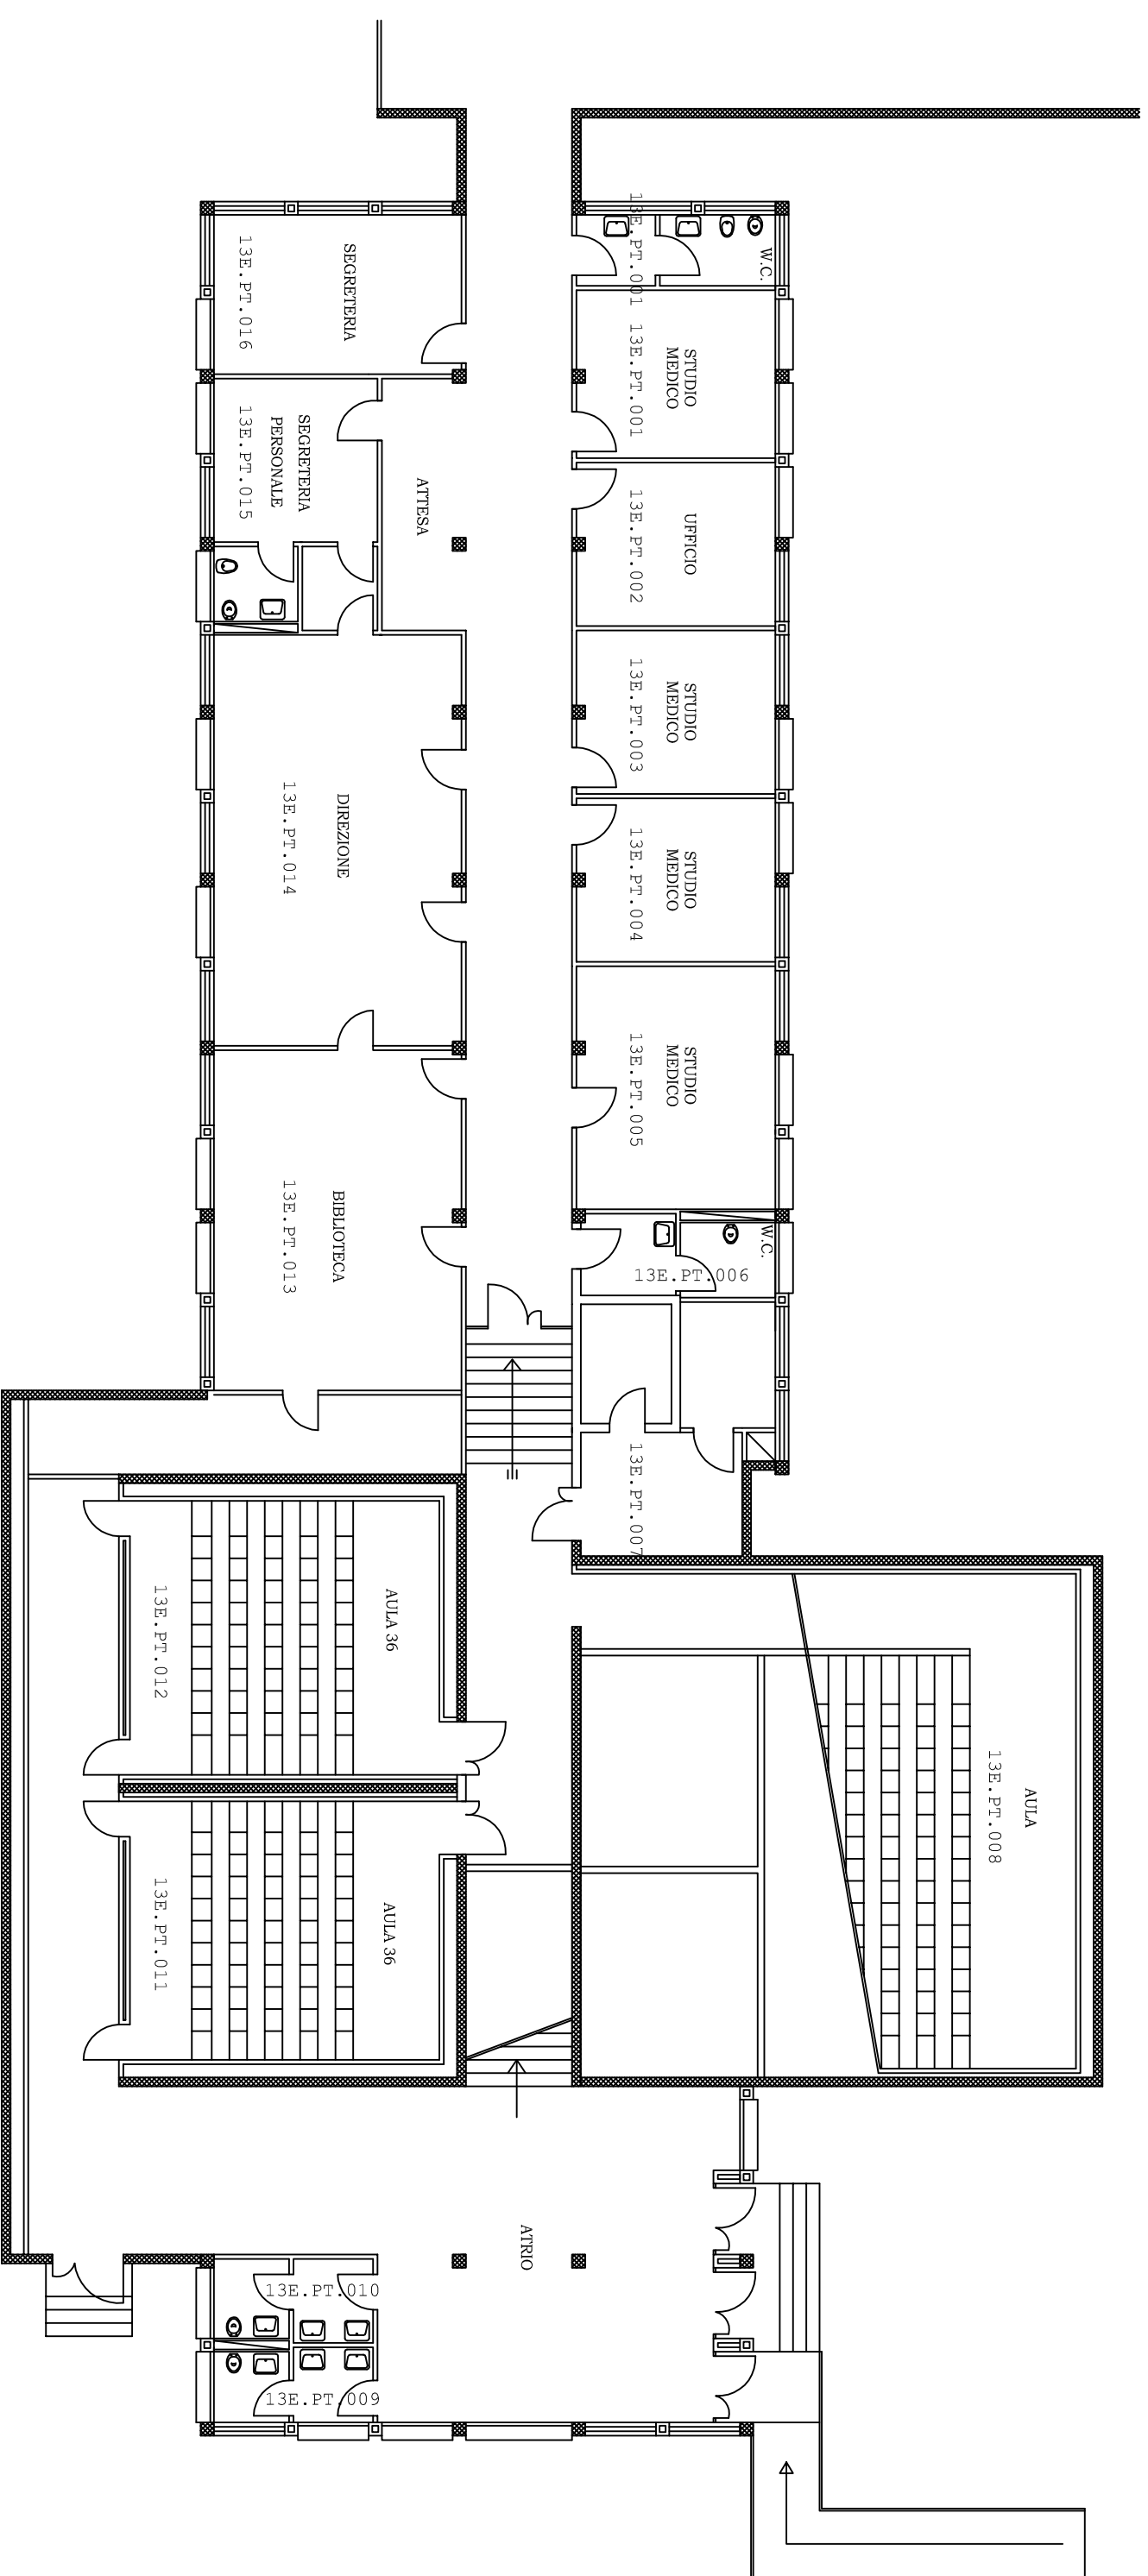 13E.PT.001
W.C.
SEGRETERIA
13E.PT.016
STUDIO
MEDICO
13E.PT.001
SEGRETERIA
PERSONALE
13E.PT.015
ATTESA
UFFICIO
13E.PT.002
STUDIO
MEDICO
13E.PT.003
DIREZIONE
13E.PT.014
STUDIO
MEDICO
13E.PT.004
STUDIO
MEDICO
13E.PT.005
BIBLIOTECA
13E.PT.013
W.C.
13E.PT.006
13E.PT.007
AULA 36
13E.PT.012
AULA
13E.PT.008
AULA 36
13E.PT.011
ATRIO
13E.PT.010
13E.PT.009